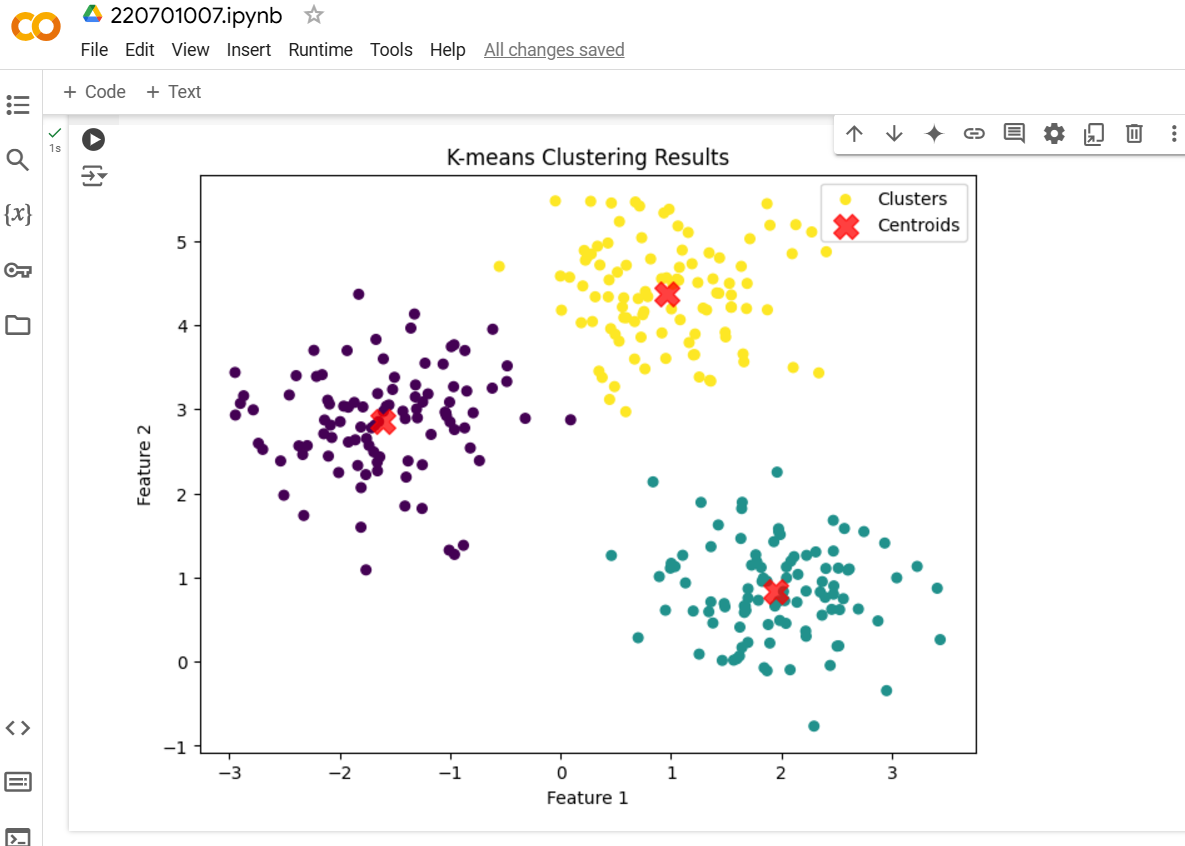 220701007.ipynb
File Edit View Insert Runtime Tools Help All changes saved
+ Code + Text
1s
{x}
K-means Clustering Results
Clusters
Centroids
5
4
3
2
1
0
−1
Feature 2
−3 −2 −1 0 1 2 3
Feature 1